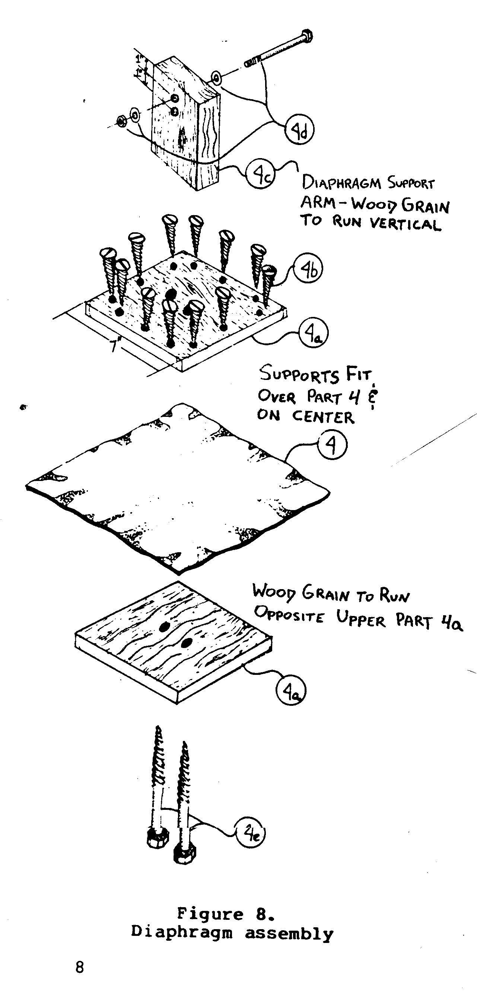 1"
1"
4d
4c
DIAPHRAGM SUPPORT
ARM - WOOD GRAIN
TO RUN VERTICAL
4b
4a
7"
SUPPORTS FIT
OVER PART 4 &
ON CENTER
4
WOOD GRAIN TO RUN
OPPOSITE UPPER PART 4a
4a
4e
Figure 8.
Diaphragm assembly
8